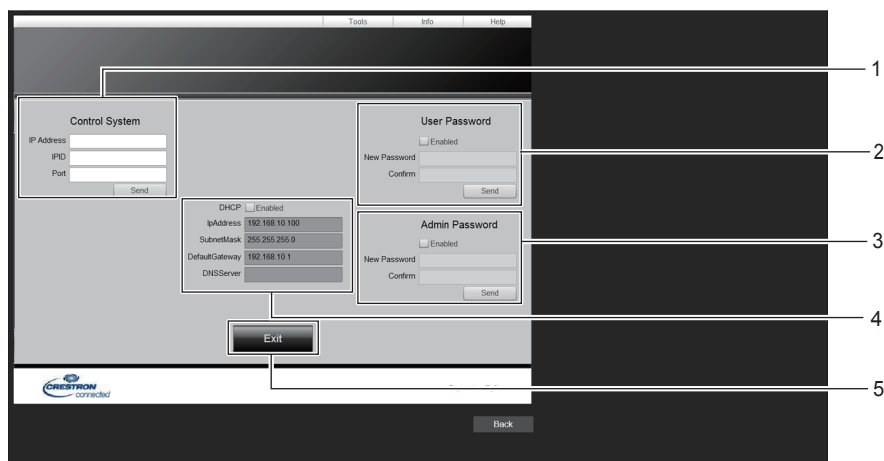 Tools Info Help
1
Control System
IP Address
IPID
Port
Send
User Password
Enabled
New Password
Confirm
Send
2
DHCP Enabled
IpAddress 192.168.10.100
SubnetMask 255.255.255.0
DefaultGateway 192.168.10.1
DNSServer
Admin Password
Enabled
New Password
Confirm
Send
3
4
Exit
CRESTRON
connected
5
Back